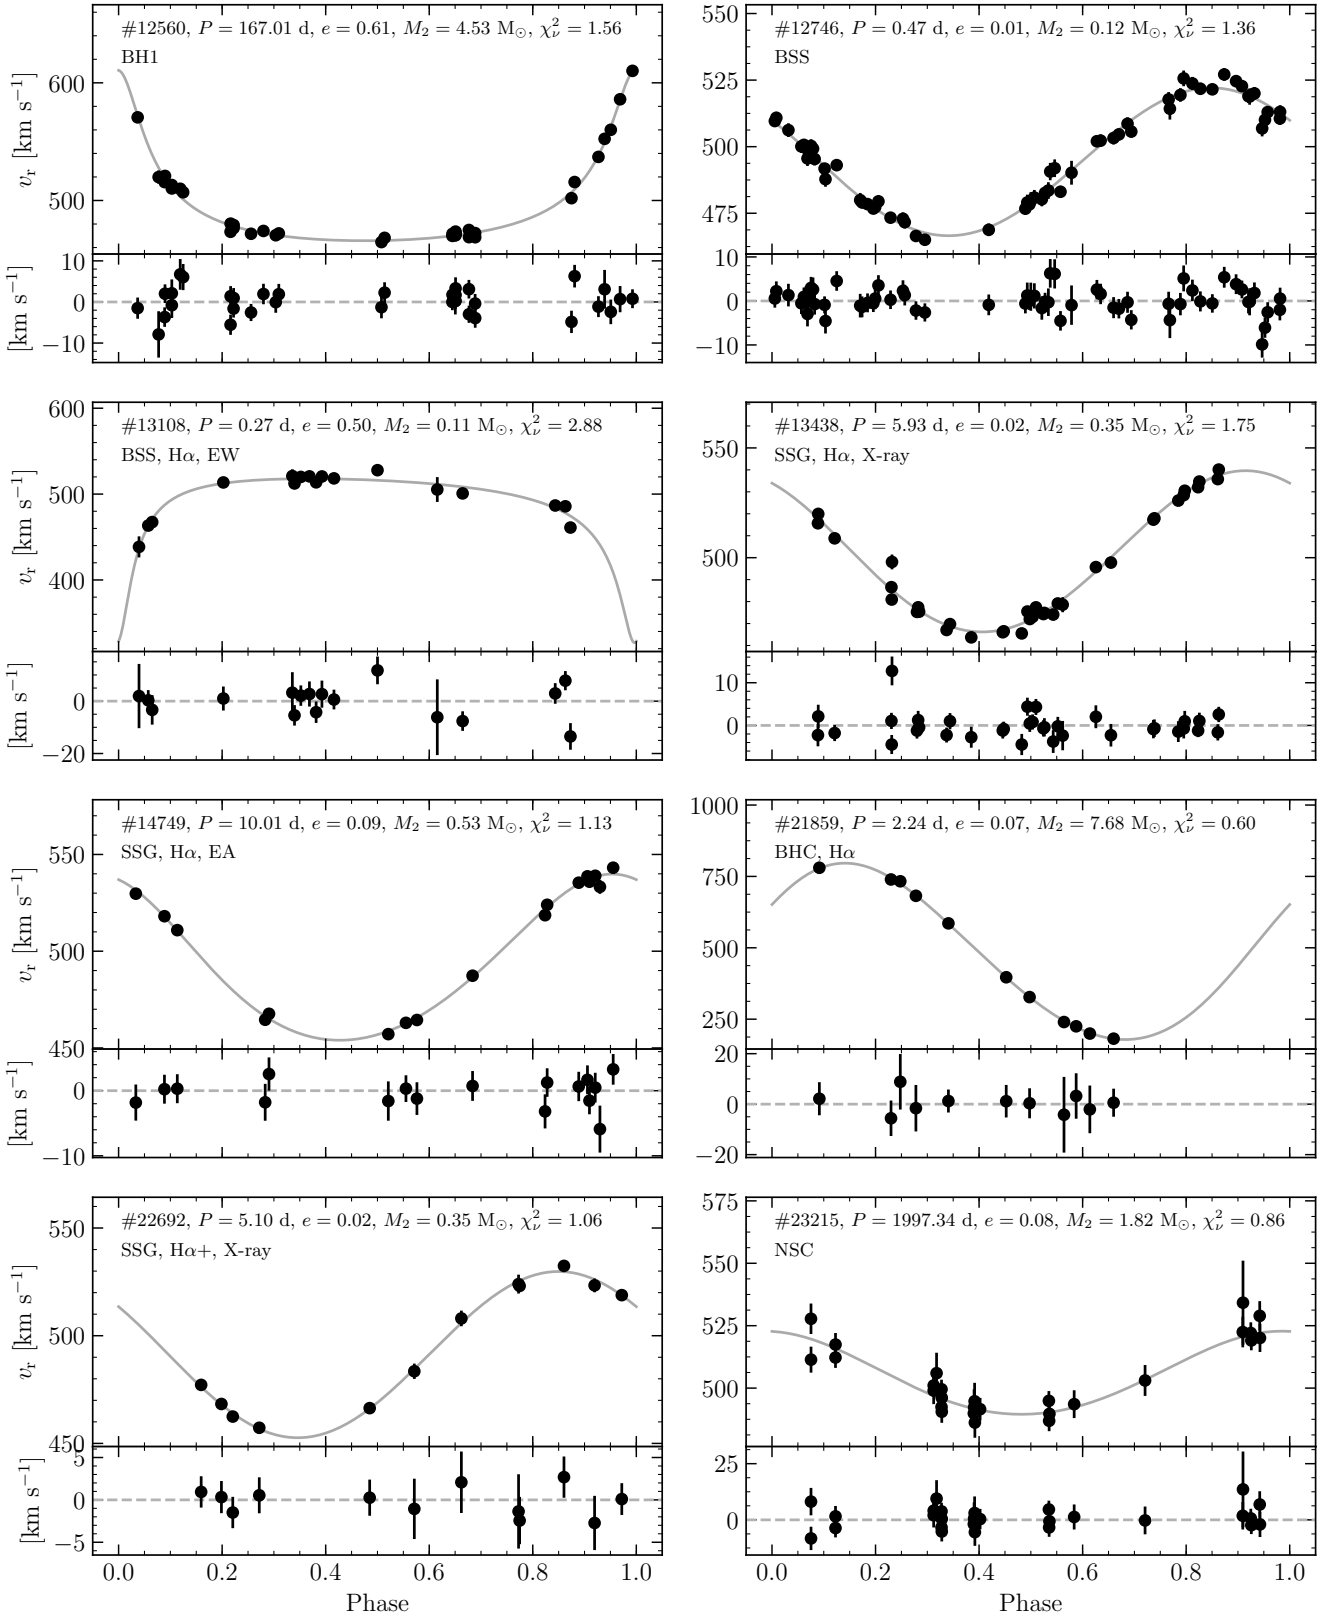 #12560, P = 167.01 d, e = 0.61, M₂ = 4.53 M⊙, χ²ᵥ = 1.56
BH1
600
500
vᵣ [km s⁻¹]
10
0
−10
[km s⁻¹]
#12746, P = 0.47 d, e = 0.01, M₂ = 0.12 M⊙, χ²ᵥ = 1.36
BSS
550
525
500
475
10
0
−10
#13108, P = 0.27 d, e = 0.50, M₂ = 0.11 M⊙, χ²ᵥ = 2.88
BSS, Hα, EW
600
500
400
vᵣ [km s⁻¹]
0
−20
[km s⁻¹]
#13438, P = 5.93 d, e = 0.02, M₂ = 0.35 M⊙, χ²ᵥ = 1.75
SSG, Hα, X-ray
550
500
10
0
#14749, P = 10.01 d, e = 0.09, M₂ = 0.53 M⊙, χ²ᵥ = 1.13
SSG, Hα, EA
550
500
450
vᵣ [km s⁻¹]
0
−10
[km s⁻¹]
#21859, P = 2.24 d, e = 0.07, M₂ = 7.68 M⊙, χ²ᵥ = 0.60
BHC, Hα
1000
750
500
250
20
0
−20
#22692, P = 5.10 d, e = 0.02, M₂ = 0.35 M⊙, χ²ᵥ = 1.06
SSG, Hα+, X-ray
550
500
450
vᵣ [km s⁻¹]
5
0
−5
[km s⁻¹]
0.0 0.2 0.4 0.6 0.8 1.0
Phase
#23215, P = 1997.34 d, e = 0.08, M₂ = 1.82 M⊙, χ²ᵥ = 0.86
NSC
575
550
525
500
25
0
0.0 0.2 0.4 0.6 0.8 1.0
Phase